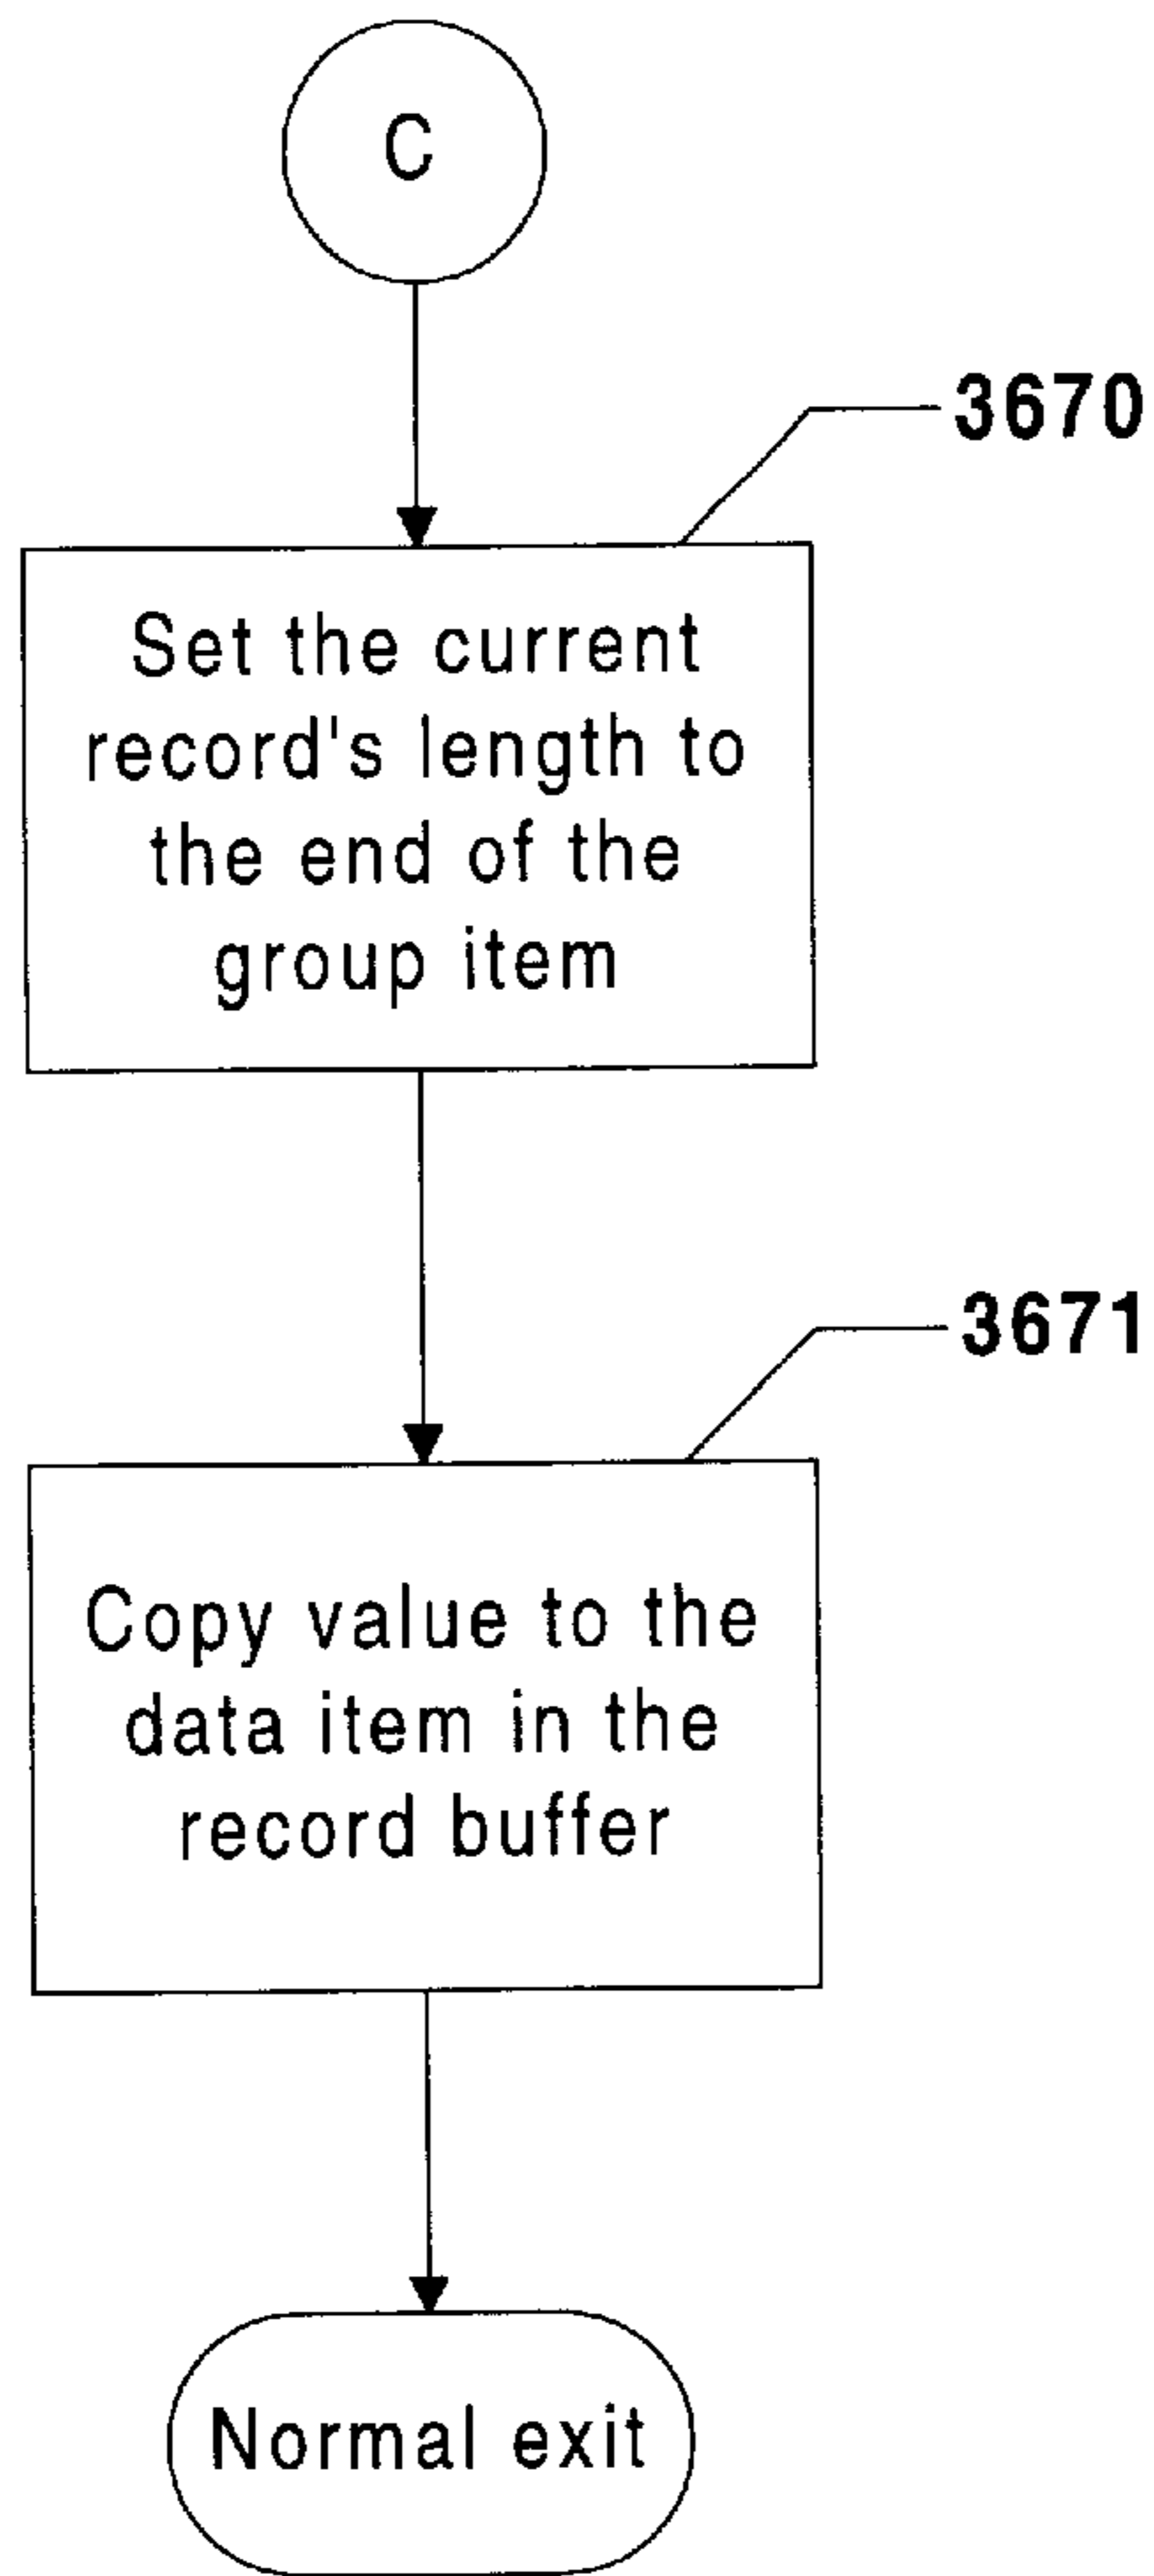 C
3670
Set the current
record's length to
the end of the
group item
3671
Copy value to the
data item in the
record buffer
Normal exit